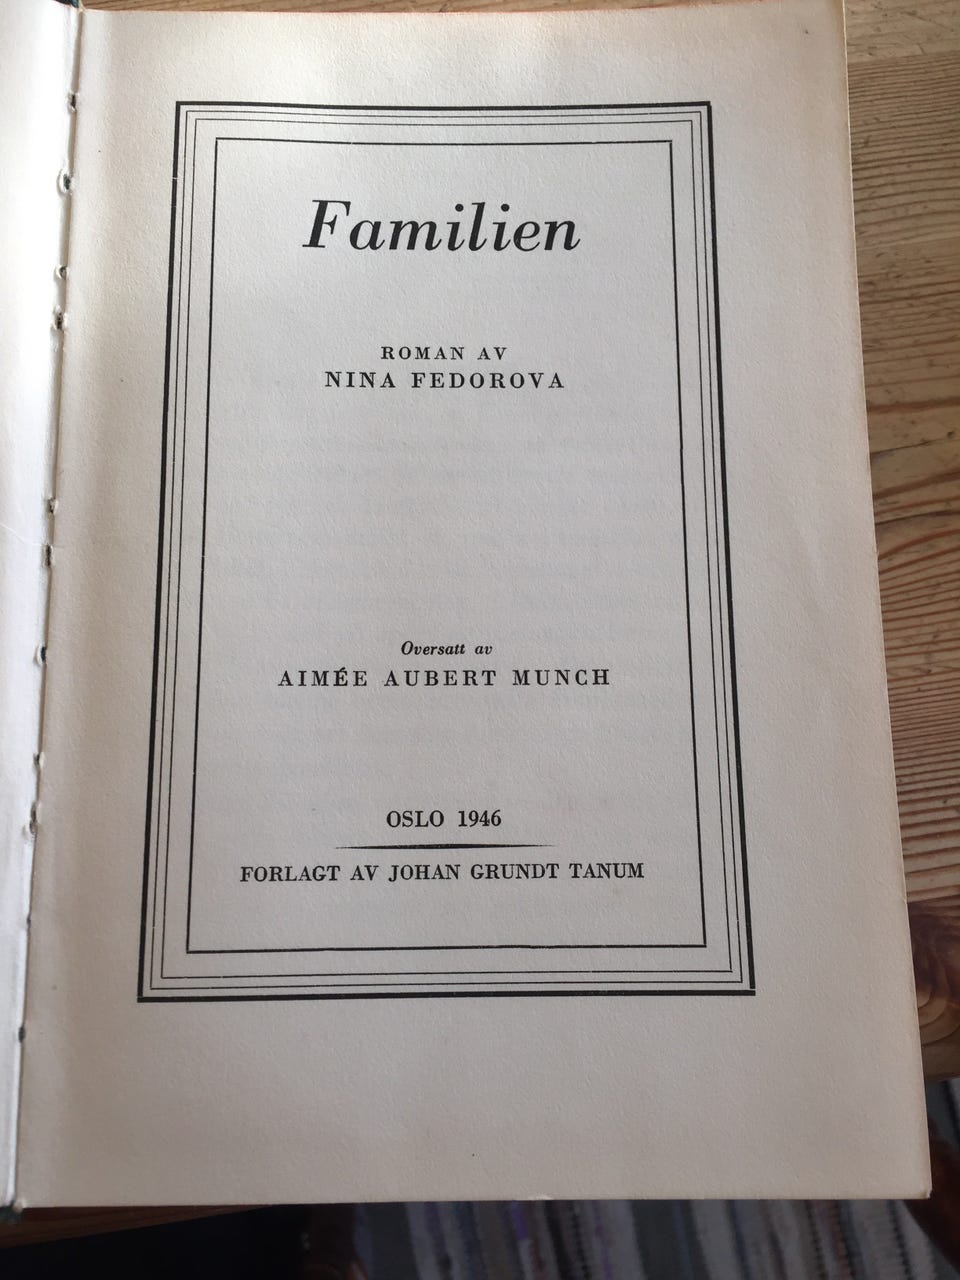 Familien
ROMAN AV
NINA FEDOROVA
Oversatt av
AIMÉE AUBERT MUNCH
OSLO 1946
FORLAGT AV JOHAN GRUNDT TANUM